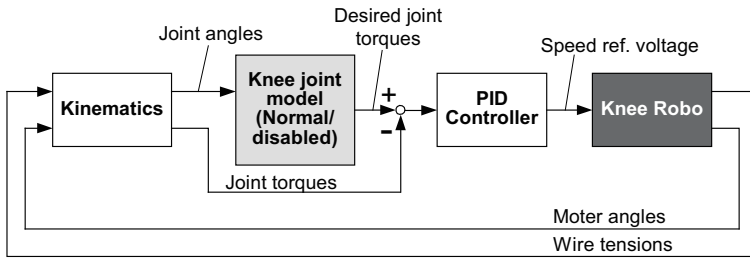 Joint angles
Desired joint
torques
Speed ref. voltage
Kinematics
Knee joint
model
(Normal/
disabled)
+
-
PID
Controller
Knee Robo
Joint torques
Moter angles
Wire tensions